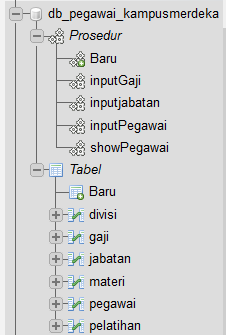 db_pegawai_kampusmerdeka
Prosedur
Baru
inputGaji
inputjabatan
inputPegawai
showPegawai
Tabel
Baru
divisi
gaji
jabatan
materi
pegawai
pelatihan